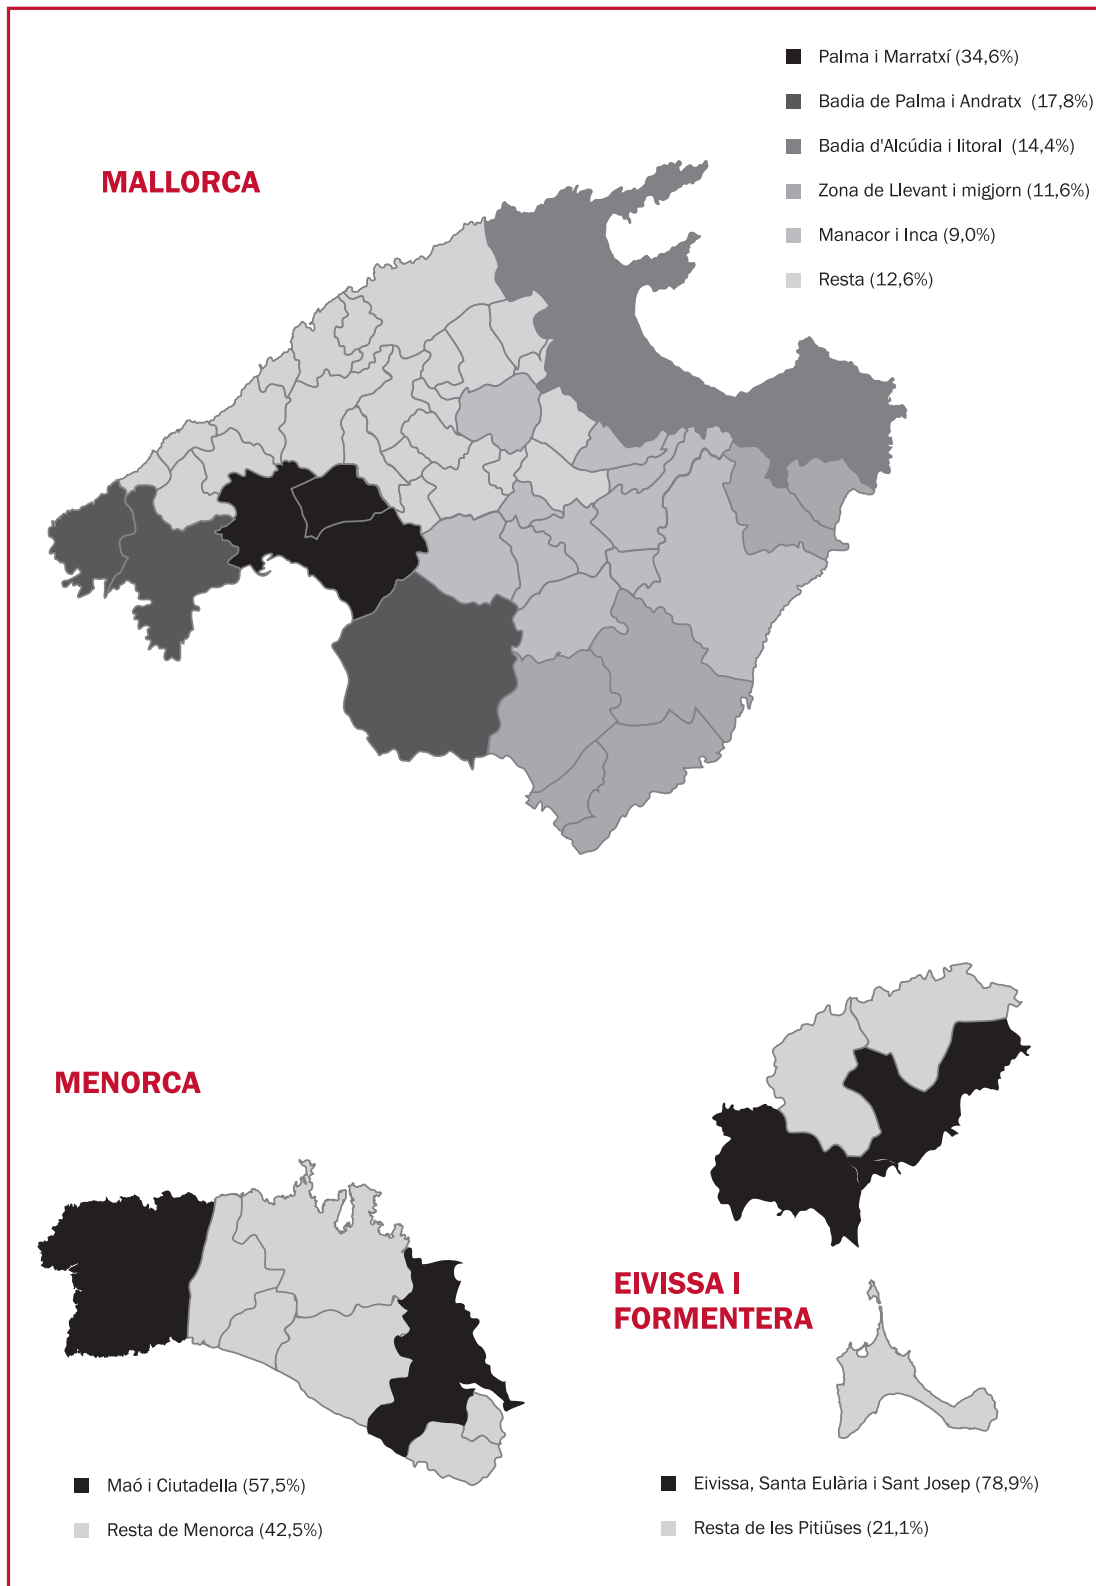 Palma i Marratxí (34,6%)
Badia de Palma i Andratx (17,8%)
Badia d'Alcúdia i litoral (14,4%)
Zona de Llevant i migjorn (11,6%)
Manacor i Inca (9,0%)
Resta (12,6%)
MALLORCA
MENORCA
EIVISSA I
FORMENTERA
Maó i Ciutadella (57,5%)
Resta de Menorca (42,5%)
Eivissa, Santa Eulària i Sant Josep (78,9%)
Resta de les Pitiüses (21,1%)